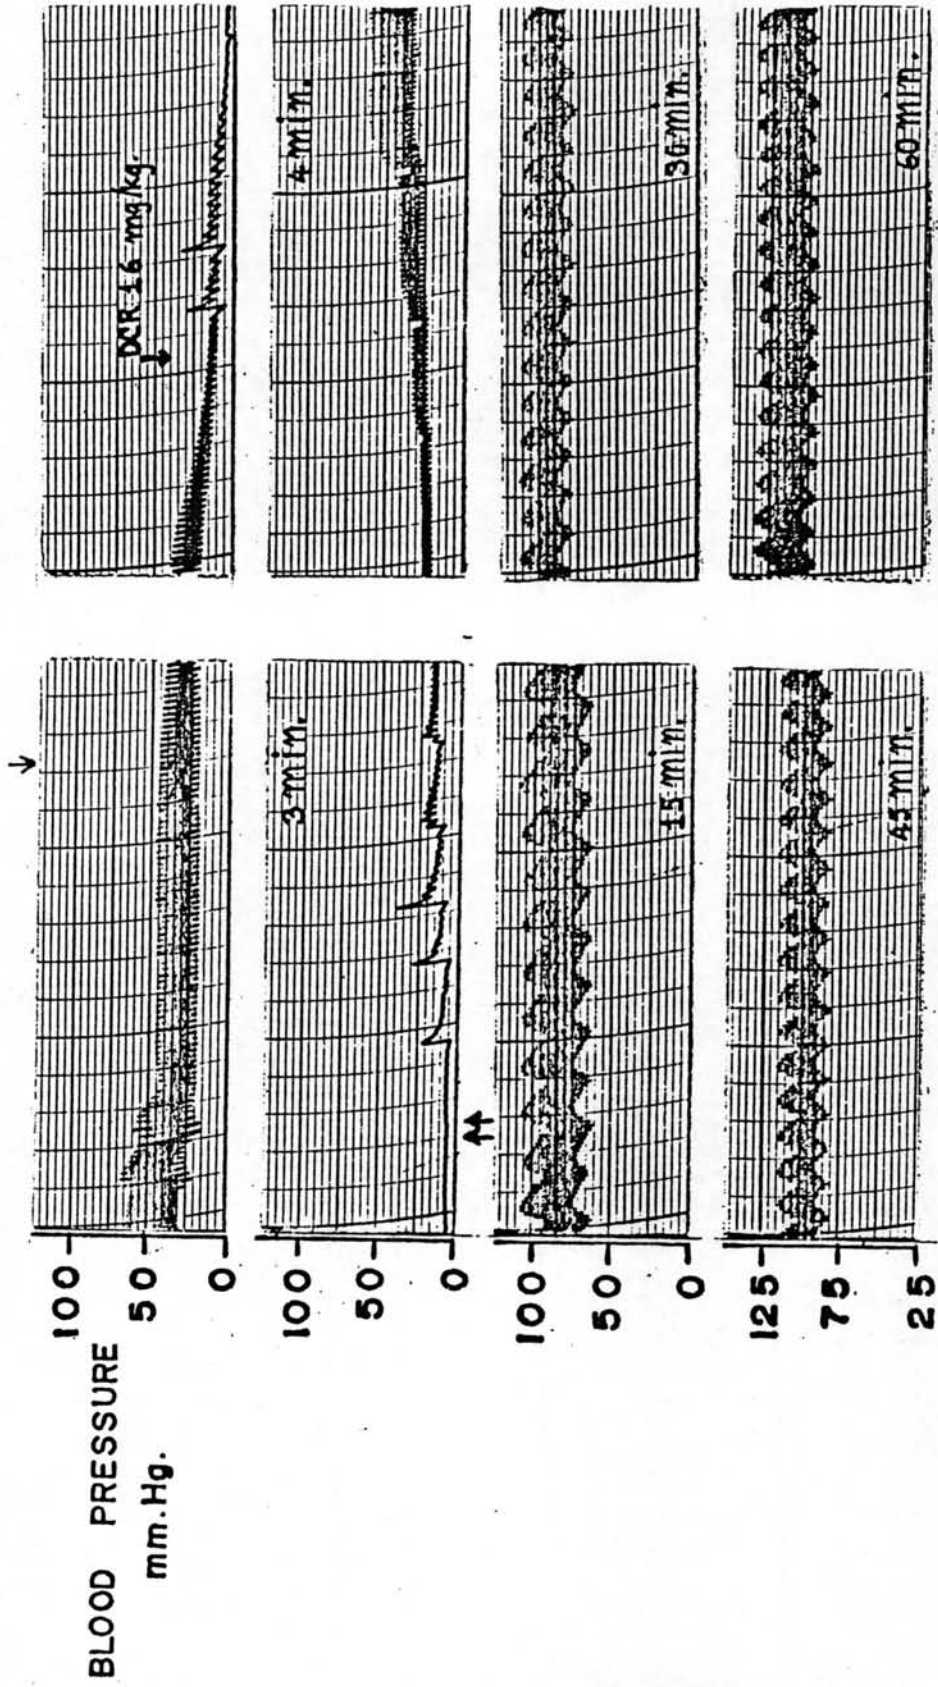 BLOOD PRESSURE
mm.Hg.
100
50
0
DCR 16 mg/kg.
100
50
0
3 min.
4 min.
100
50
0
15 min.
30 min.
125
75
25
45 min.
60 min.